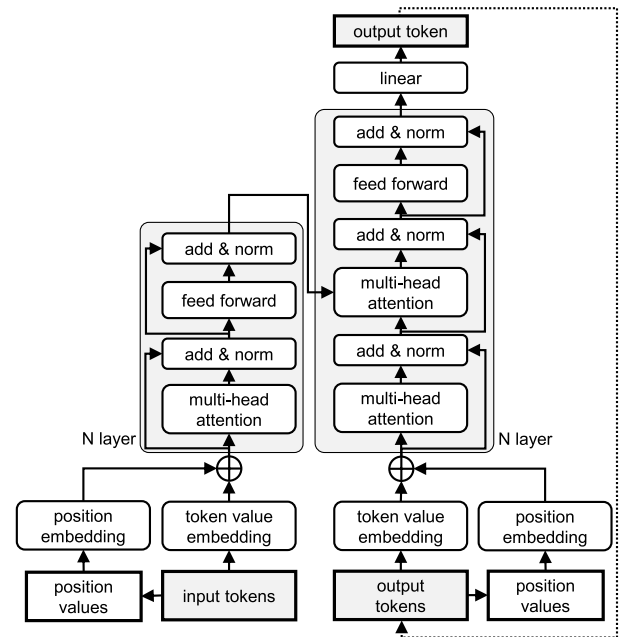 output token
linear
add & norm
feed forward
add & norm
multi-head
attention
add & norm
multi-head
attention
N layer
add & norm
feed forward
add & norm
multi-head
attention
N layer
position
embedding
token value
embedding
token value
embedding
position
embedding
position
values
input tokens
output
tokens
position
values